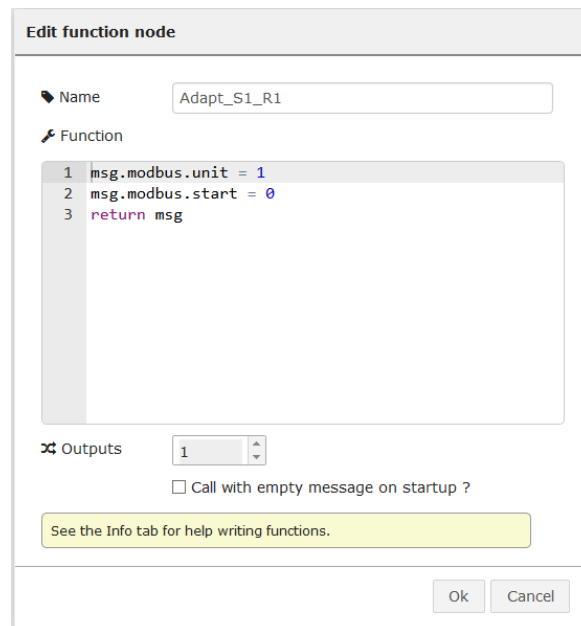 Edit function node
Name
Adapt_S1_R1
Function
1 msg.modbus.unit = 1
2 msg.modbus.start = 0
3 return msg
Outputs
1
Call with empty message on startup ?
See the Info tab for help writing functions.
Ok Cancel